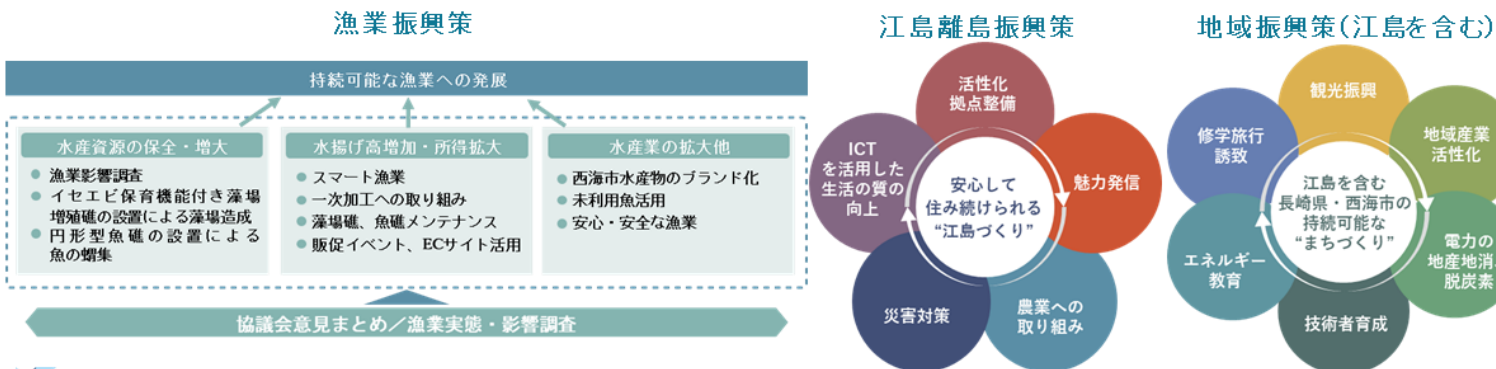 漁業振興策
持続可能な漁業への発展
水産資源の保全・増大
漁業影響調査
イセエビ保育機能付き藻場
増殖礁の設置による藻場造成
円形型魚礁の設置による
魚の蝟集
水揚げ高増加・所得拡大
スマート漁業
一次加工への取り組み
藻場礁、魚礁メンテナンス
販促イベント、ECサイト活用
水産業の拡大他
西海市水産物のブランド化
未利用魚活用
安心・安全な漁業
協議会意見まとめ／漁業実態・影響調査
江島離島振興策
活性化
拠点整備
魅力発信
農業への
取り組み
災害対策
ICT
を活用した
生活の質の
向上
安心して
住み続けられる
“江島づくり”
地域振興策(江島を含む)
観光振興
地域産業
活性化
電力の
地産地消
脱炭素
技術者育成
エネルギー
教育
修学旅行
誘致
江島を含む
長崎県・西海市の
持続可能な
“まちづくり”